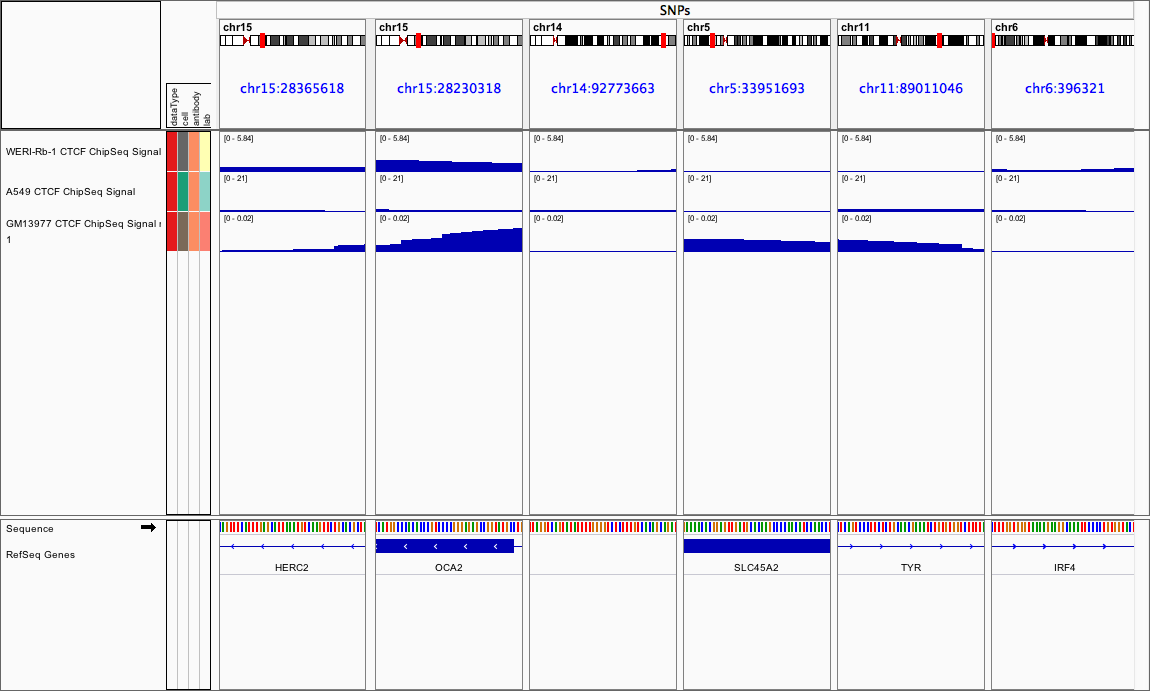 SNPs
chr15 chr15 chr14 chr5 chr11 chr6
chr15:28365618 chr15:28230318 chr14:92773663 chr5:33951693 chr11:89011046 chr6:396321
dataType
cell
antibody
lab
WERI-Rb-1 CTCF ChipSeq Signal
[0 - 5.84] [0 - 5.84] [0 - 5.84] [0 - 5.84] [0 - 5.84] [0 - 5.84]
A549 CTCF ChipSeq Signal
[0 - 21] [0 - 21] [0 - 21] [0 - 21] [0 - 21] [0 - 21]
GM13977 CTCF ChipSeq Signal r
1
[0 - 0.02] [0 - 0.02] [0 - 0.02] [0 - 0.02] [0 - 0.02] [0 - 0.02]
Sequence
RefSeq Genes
HERC2 OCA2 SLC45A2 TYR IRF4